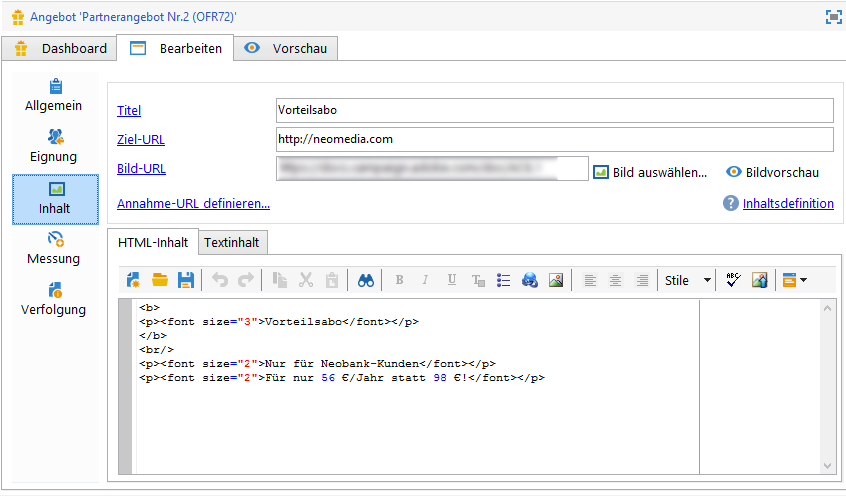 Angebot 'Partnerangebot Nr.2 (OFR72)'
Dashboard Bearbeiten Vorschau
Allgemein
Eignung
Inhalt
Messung
Verfolgung
Titel Vorteilsabo
Ziel-URL http://neomedia.com
Bild-URL Bild auswählen... Bildvorschau
Annahme-URL definieren... Inhaltsdefinition
HTML-Inhalt Textinhalt
B I U T Stile ABC
<b>
<p><font size="3">Vorteilsabo</font></p>
</b>
<br/>
<p><font size="2">Nur für Neobank-Kunden</font></p>
<p><font size="2">Für nur 56 €/Jahr statt 98 €!</font></p>